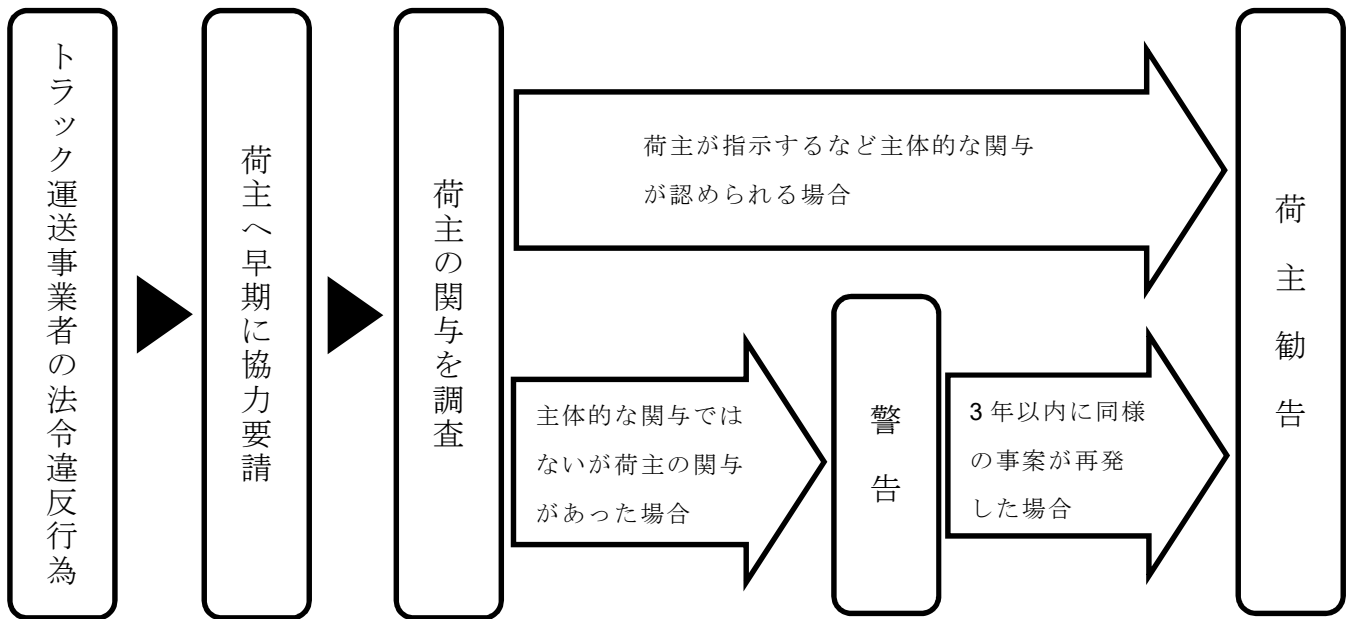 トラック運送事業者の法令違反行為
荷主へ早期に協力要請
荷主の関与を調査
荷主が指示するなど主体的な関与
が認められる場合
主体的な関与では
ないが荷主の関与
があった場合
警告
3年以内に同様
の事案が再発
した場合
荷主勧告